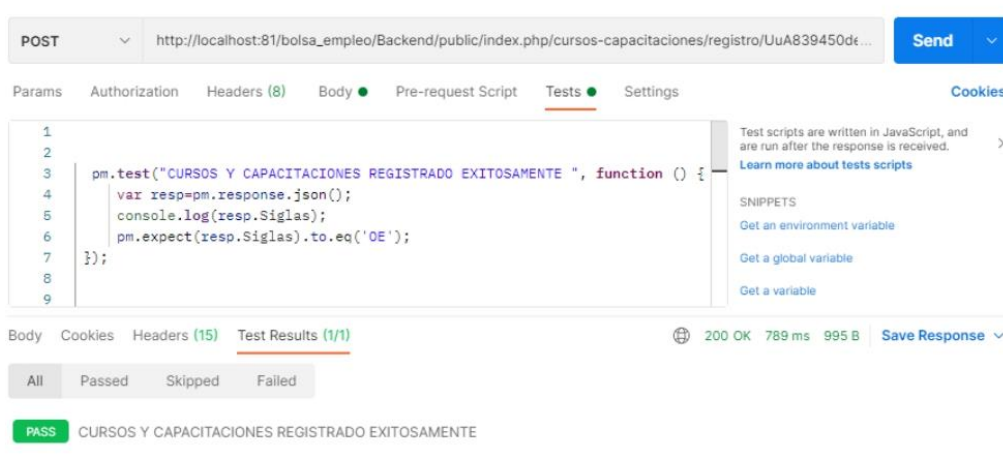 POST http://localhost:81/bolsa_empleo/Backend/public/index.php/cursos-capacitaciones/registro/UuA839450de... Send
Params Authorization Headers (8) Body Pre-request Script Tests Settings Cookies
1
2
3 pm.test("CURSOS Y CAPACITACIONES REGISTRADO EXITOSAMENTE ", function () {
4 var resp=pm.response.json();
5 console.log(resp.Siglas);
6 pm.expect(resp.Siglas).to.eq('OE');
7 });
8
9
Test scripts are written in JavaScript, and
are run after the response is received.
Learn more about tests scripts
SNIPPETS
Get an environment variable
Get a global variable
Get a variable
Body Cookies Headers (15) Test Results (1/1) 200 OK 789 ms 995 B Save Response
All Passed Skipped Failed
PASS CURSOS Y CAPACITACIONES REGISTRADO EXITOSAMENTE